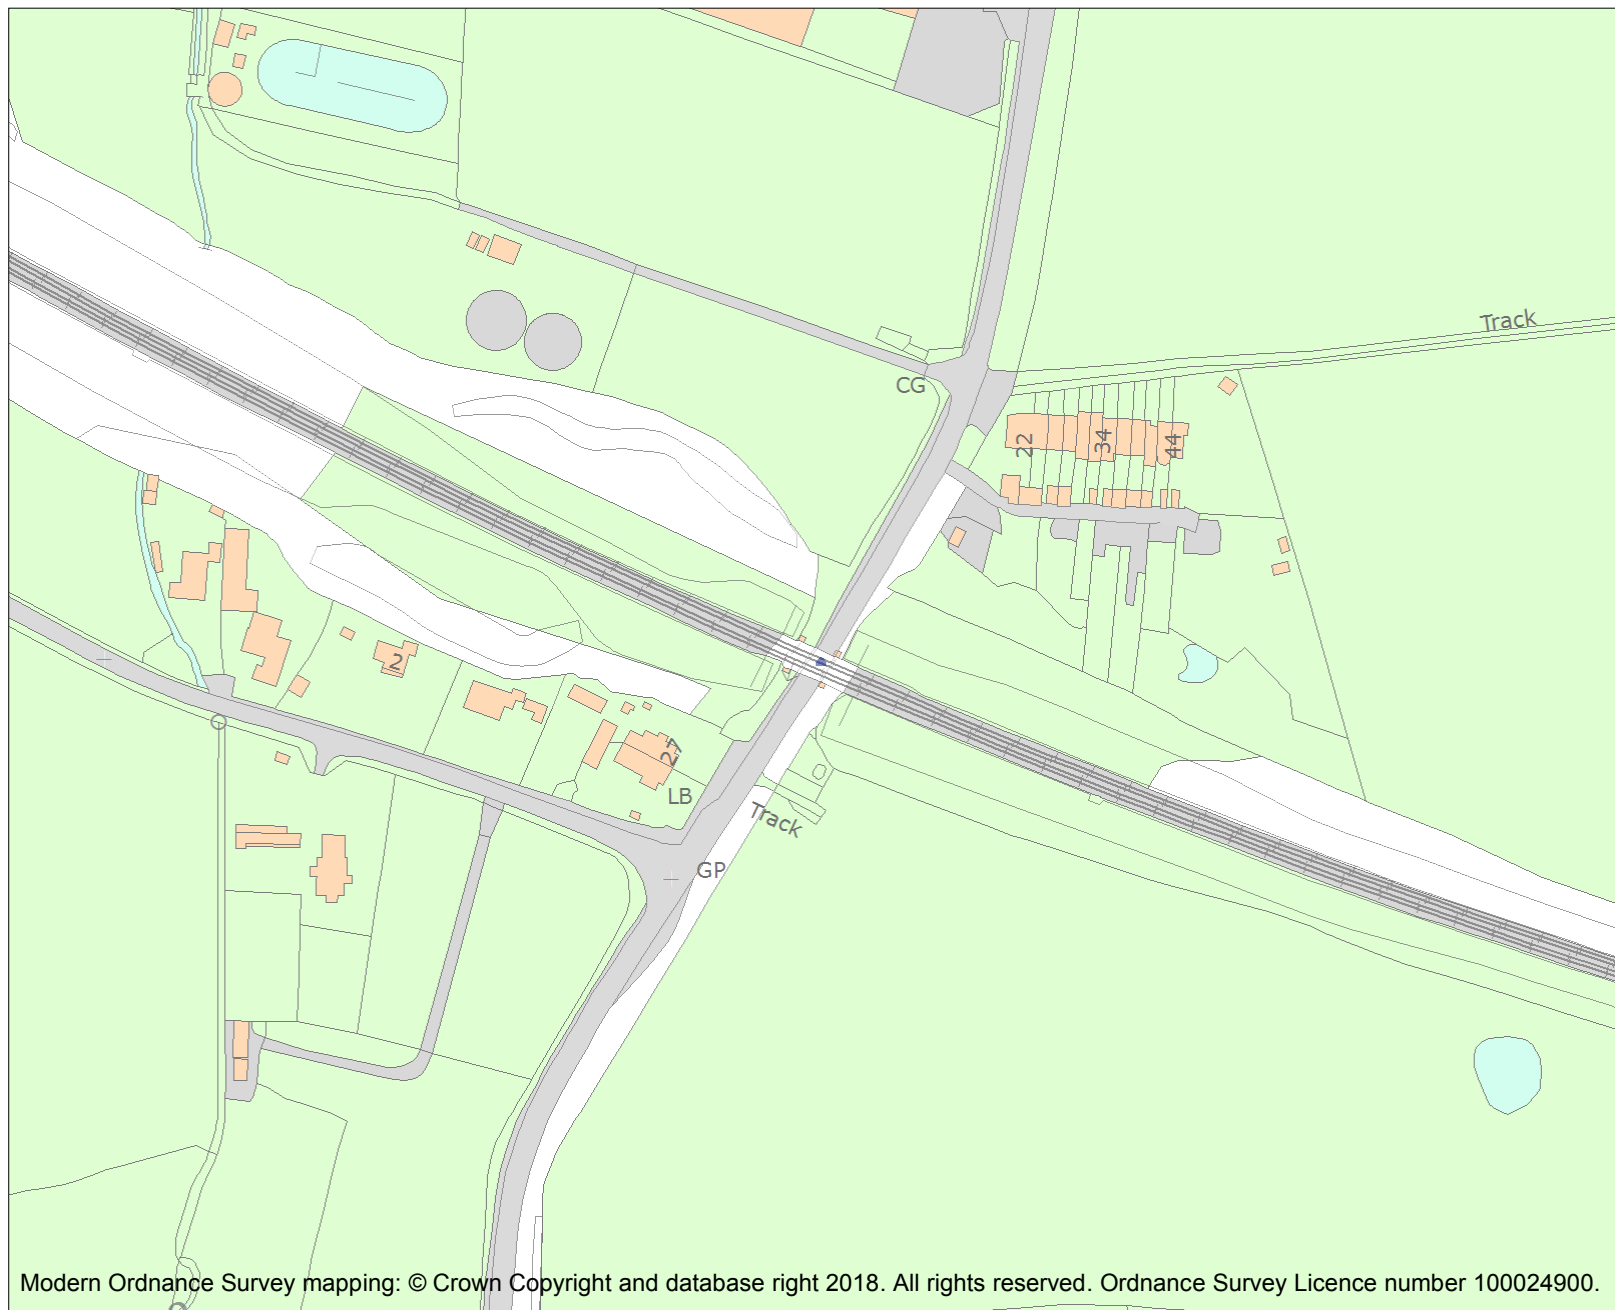 Track
CG
22
34
44
2
27
LB
Track
GP
Modern Ordnance Survey mapping: © Crown Copyright and database right 2018. All rights reserved. Ordnance Survey Licence number 100024900.